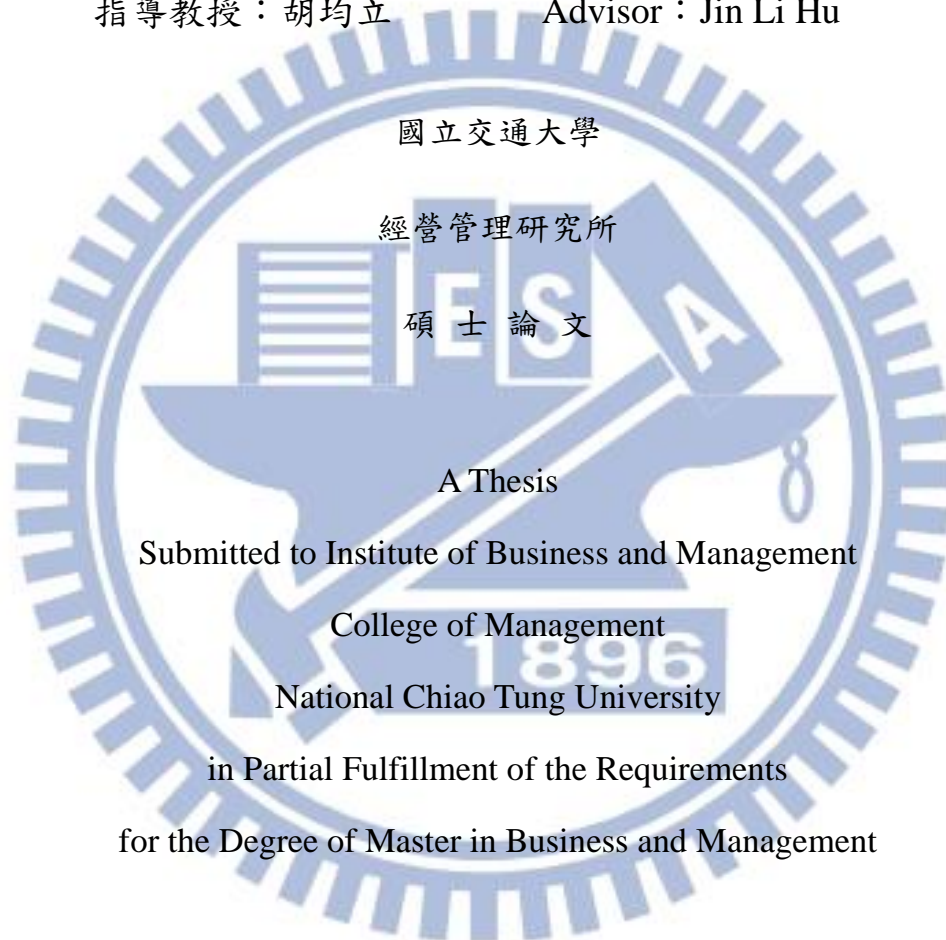 指導教授：胡均立 Advisor：Jin Li Hu
國立交通大學
經營管理研究所
碩 士 論 文
E S A
A Thesis
Submitted to Institute of Business and Management
College of Management
1896
National Chiao Tung University
in Partial Fulfillment of the Requirements
for the Degree of Master in Business and Management